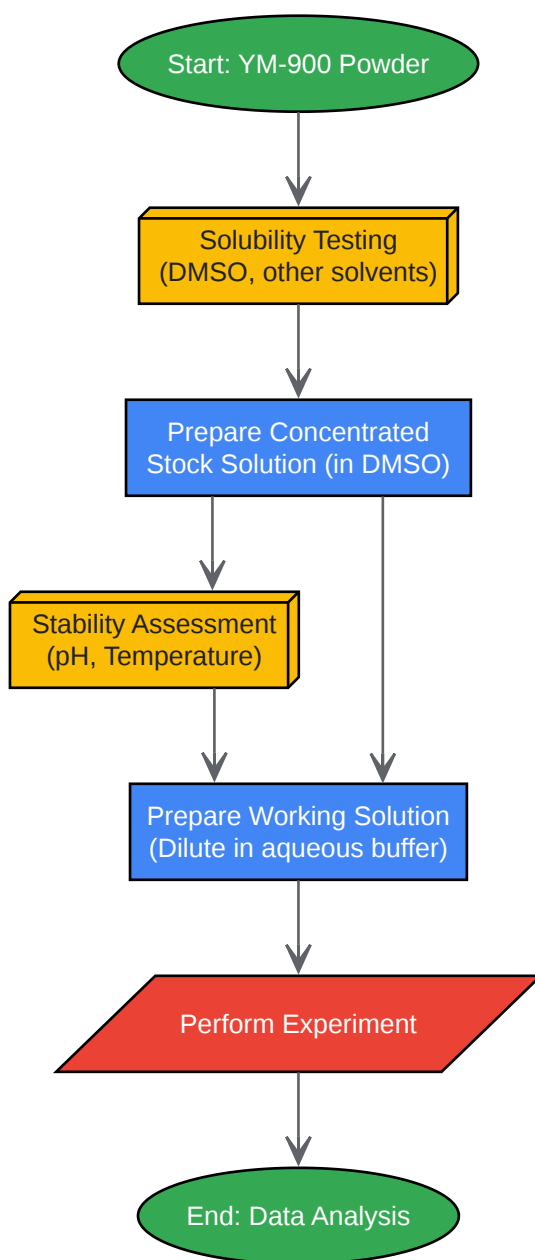 Start: YM-900 Powder
Solubility Testing
(DMSO, other solvents)
Prepare Concentrated
Stock Solution (in DMSO)
Stability Assessment
(pH, Temperature)
Prepare Working Solution
(Dilute in aqueous buffer)
Perform Experiment
End: Data Analysis